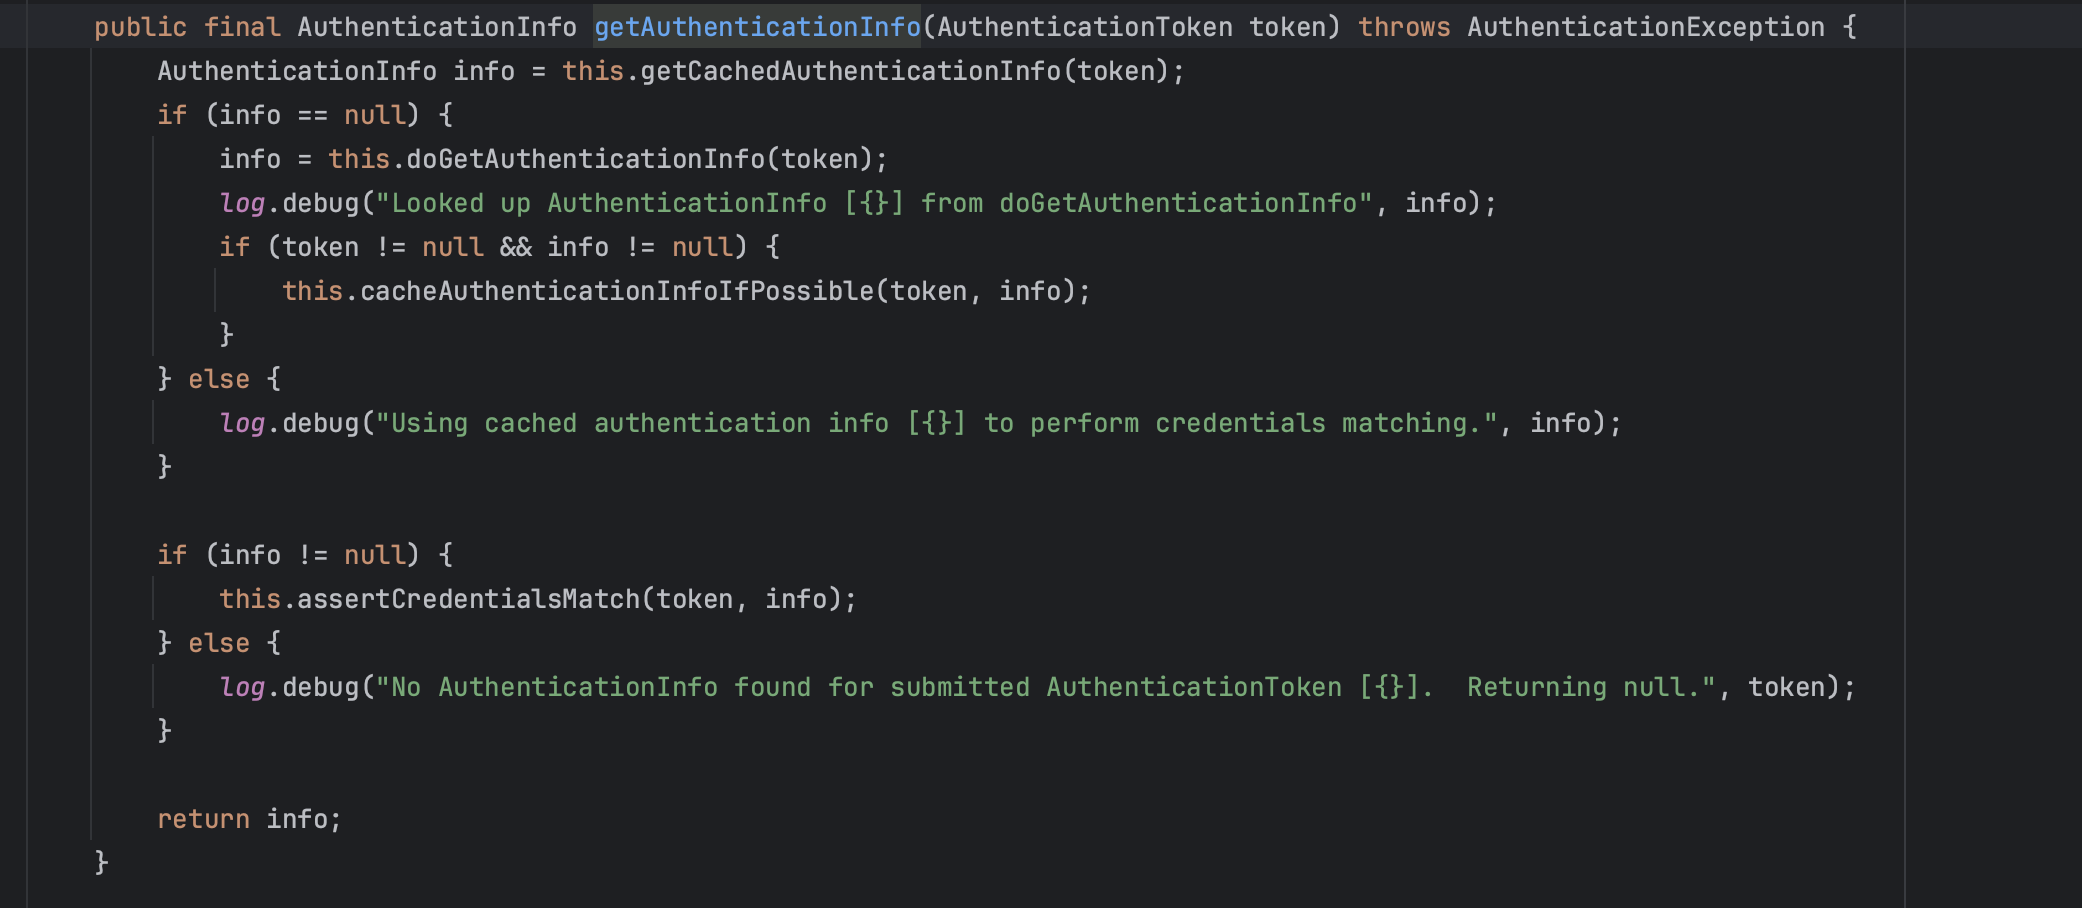 public final AuthenticationInfo getAuthenticationInfo(AuthenticationToken token) throws AuthenticationException {
    AuthenticationInfo info = this.getCachedAuthenticationInfo(token);
    if (info == null) {
        info = this.doGetAuthenticationInfo(token);
        log.debug("Looked up AuthenticationInfo [{}] from doGetAuthenticationInfo", info);
        if (token != null && info != null) {
            this.cacheAuthenticationInfoIfPossible(token, info);
        }
    } else {
        log.debug("Using cached authentication info [{}] to perform credentials matching.", info);
    }

    if (info != null) {
        this.assertCredentialsMatch(token, info);
    } else {
        log.debug("No AuthenticationInfo found for submitted AuthenticationToken [{}].  Returning null.", token);
    }

    return info;
}